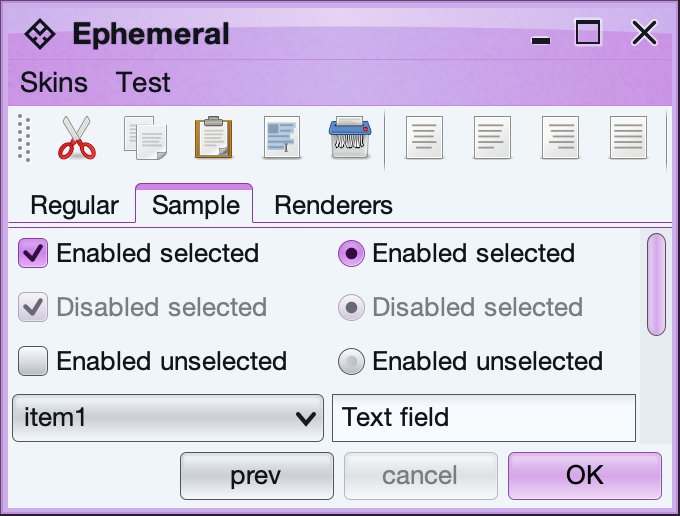 Ephemeral
Skins Test
Regular Sample Renderers
Enabled selected Enabled selected
Disabled selected Disabled selected
Enabled unselected Enabled unselected
item1 Text field
prev cancel OK